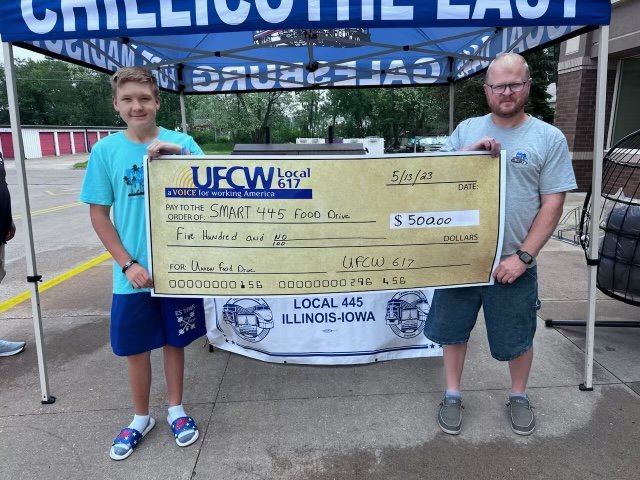 CHILLICOTHE EAST
GALESBURG
UFCW Local 617
a VOICE for working America
5/13/23
DATE:
PAY TO THE ORDER OF: SMART 445 FOOD Drive
$ 500.00
Five Hundred and NO/100
DOLLARS
FOR: Union Food Drive
UFCW 617
LOCAL 445
ILLINOIS-IOWA